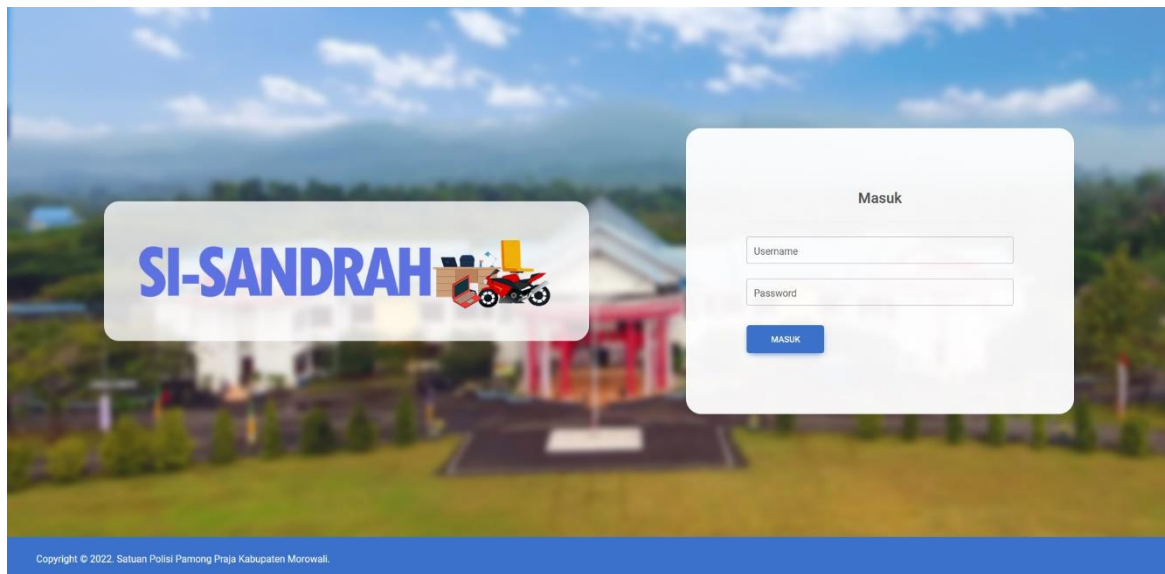 SI-SANDRAH
Masuk
Username
Password
MASUK
Copyright © 2022. Satuan Polisi Pamong Praja Kabupaten Morowali.